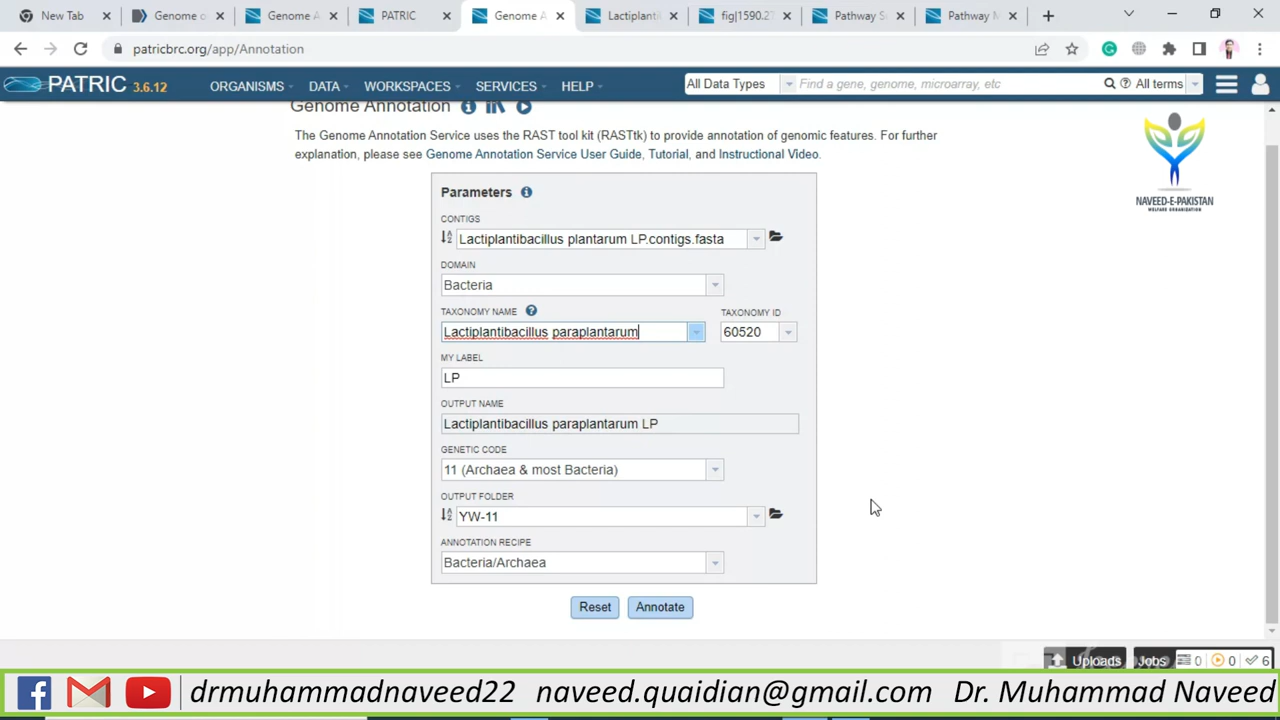 New Tab
Genome o
Genome A
PATRIC
Genome A
Lactiplanti
fig|1590.27
Pathway S
Pathway M
patricbrc.org/app/Annotation
PATRIC 3.6.12
ORGANISMS
DATA
WORKSPACES
SERVICES
HELP
All Data Types
Find a gene, genome, microarray, etc
All terms
Genome Annotation
The Genome Annotation Service uses the RAST tool kit (RASTtk) to provide annotation of genomic features. For further
explanation, please see Genome Annotation Service User Guide, Tutorial, and Instructional Video.
NAVEED-E-PAKISTAN
WELFARE ORGANIZATION
Parameters
CONTIGS
Lactiplantibacillus plantarum LP.contigs.fasta
DOMAIN
Bacteria
TAXONOMY NAME
TAXONOMY ID
Lactiplantibacillus paraplantarum
60520
MY LABEL
LP
OUTPUT NAME
Lactiplantibacillus paraplantarum LP
GENETIC CODE
11 (Archaea & most Bacteria)
OUTPUT FOLDER
YW-11
ANNOTATION RECIPE
Bacteria/Archaea
Reset
Annotate
Uploads
Jobs
0
0
6
drmuhammadnaveed22 naveed.quaidian@gmail.com Dr. Muhammad Naveed